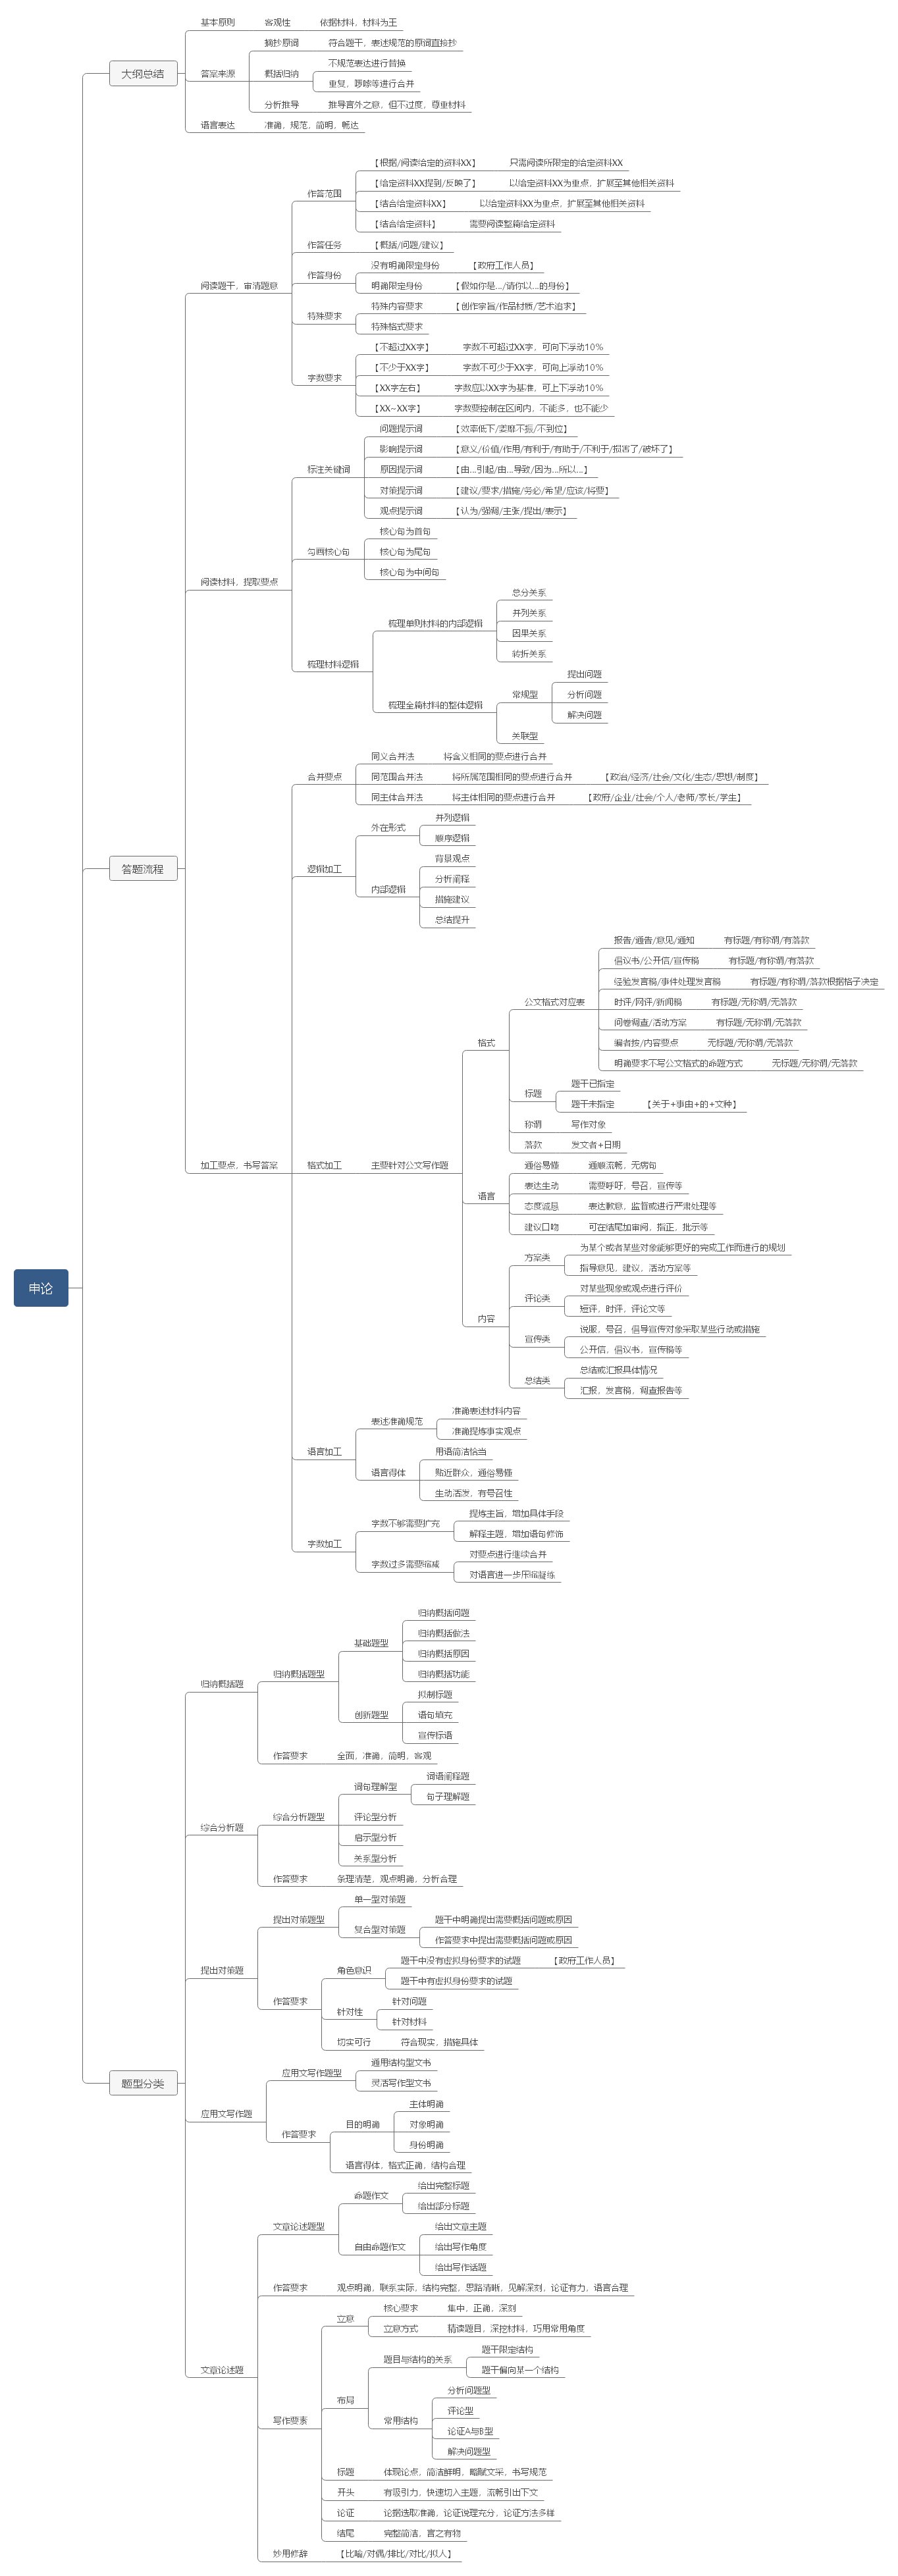 申论
大纲总结
基本原则
客观性
依据材料，材料为王
答案来源
摘抄原词
符合题干，表述规范的原词直接抄
概括归纳
不规范表达进行替换
重复，啰嗦等进行合并
分析推导
推导言外之意，但不过度，尊重材料
语言表达
准确，规范，简明，畅达
答题流程
阅读题干，审清题意
作答范围
【根据/阅读给定的资料XX】
只需阅读所限定的给定资料XX
【给定资料XX提到/反映了】
以给定资料XX为重点，扩展至其他相关资料
【结合给定资料XX】
以给定资料XX为重点，扩展至其他相关资料
【结合给定资料】
需要阅读整篇给定资料
作答任务
【概括/问题/建议】
作答身份
没有明确限定身份
【政府工作人员】
明确限定身份
【假如你是.../请你以...的身份】
特殊要求
特殊内容要求
【创作宗旨/作品材质/艺术追求】
特殊格式要求
字数要求
【不超过XX字】
字数不可超过XX字，可向下浮动10%
【不少于XX字】
字数不可少于XX字，可向上浮动10%
【XX字左右】
字数应以XX字为基准，可上下浮动10%
【XX~XX字】
字数要控制在区间内，不能多，也不能少
阅读材料，提取要点
标注关键词
问题提示词
【效率低下/萎靡不振/不到位】
影响提示词
【意义/价值/作用/有利于/有助于/不利于/损害了/破坏了】
原因提示词
【由...引起/由...导致/因为...所以...】
对策提示词
【建议/要求/措施/务必/希望/应该/将要】
观点提示词
【认为/强调/主张/提出/表示】
勾画核心句
核心句为首句
核心句为尾句
核心句为中间句
梳理材料逻辑
梳理单则材料的内部逻辑
总分关系
并列关系
因果关系
转折关系
梳理全篇材料的整体逻辑
常规型
提出问题
分析问题
解决问题
关联型
加工要点，书写答案
合并要点
同义合并法
将含义相同的要点进行合并
同范围合并法
将所属范围相同的要点进行合并
【政治/经济/社会/文化/生态/思想/制度】
同主体合并法
将主体相同的要点进行合并
【政府/企业/社会/个人/老师/家长/学生】
逻辑加工
外在形式
并列逻辑
顺序逻辑
内部逻辑
背景观点
分析阐释
措施建议
总结提升
格式加工
主要针对公文写作题
格式
公文格式对应表
报告/通告/意见/通知
有标题/有称谓/有落款
倡议书/公开信/宣传稿
有标题/有称谓/有落款
经验发言稿/事件处理发言稿
有标题/有称谓/落款根据格子决定
时评/网评/新闻稿
有标题/无称谓/无落款
问卷调查/活动方案
有标题/无称谓/无落款
编者按/内容要点
无标题/无称谓/无落款
明确要求不写公文格式的命题方式
无标题/无称谓/无落款
标题
题干已指定
题干未指定
【关于+事由+的+文种】
称谓
写作对象
落款
发文者+日期
语言
通俗易懂
通顺流畅，无病句
表达生动
需要呼吁，号召，宣传等
态度诚恳
表达歉意，监督或进行严肃处理等
建议口吻
可在结尾加审阅，指正，批示等
内容
方案类
为某个或者某些对象能够更好的完成工作而进行的规划
指导意见，建议，活动方案等
评论类
对某些现象或观点进行评价
短评，时评，评论文等
宣传类
说服，号召，倡导宣传对象采取某些行动或措施
公开信，倡议书，宣传稿等
总结类
总结或汇报具体情况
汇报，发言稿，调查报告等
语言加工
表述准确规范
准确表述材料内容
准确提炼事实观点
语言得体
用语简洁恰当
贴近群众，通俗易懂
生动活泼，有号召性
字数加工
字数不够需要扩充
提炼主旨，增加具体手段
解释主题，增加语句修饰
字数过多需要缩减
对要点进行继续合并
对语言进一步压缩凝练
题型分类
归纳概括题
归纳概括题型
基础题型
归纳概括问题
归纳概括做法
归纳概括原因
归纳概括功能
创新题型
拟制标题
语句填充
宣传标语
作答要求
全面，准确，简明，客观
综合分析题
综合分析题型
词句理解型
词语阐释题
句子理解题
评论型分析
启示型分析
关系型分析
作答要求
条理清楚，观点明确，分析合理
提出对策题
提出对策题型
单一型对策题
复合型对策题
题干中明确提出需要概括问题或原因
作答要求中提出需要概括问题或原因
作答要求
角色意识
题干中没有虚拟身份要求的试题
【政府工作人员】
题干中有虚拟身份要求的试题
针对性
针对问题
针对材料
切实可行
符合现实，措施具体
应用文写作题
应用文写作题型
通用结构型文书
灵活写作型文书
作答要求
目的明确
主体明确
对象明确
身份明确
语言得体，格式正确，结构合理
文章论述题
文章论述题型
命题作文
给出完整标题
给出部分标题
自由命题作文
给出文章主题
给出写作角度
给出写作话题
作答要求
观点明确，联系实际，结构完整，思路清晰，见解深刻，论证有力，语言合理
写作要素
立意
核心要求
集中，正确，深刻
立意方式
精读题目，深挖材料，巧用常用角度
布局
题目与结构的关系
题干限定结构
题干偏向某一个结构
常用结构
分析问题型
评论型
论证A与B型
解决问题型
标题
体现论点，简洁鲜明，略赋文采，书写规范
开头
有吸引力，快速切入主题，流畅引出下文
论证
论据选取准确，论证说理充分，论证方法多样
结尾
完整简洁，言之有物
妙用修辞
【比喻/对偶/排比/对比/拟人】